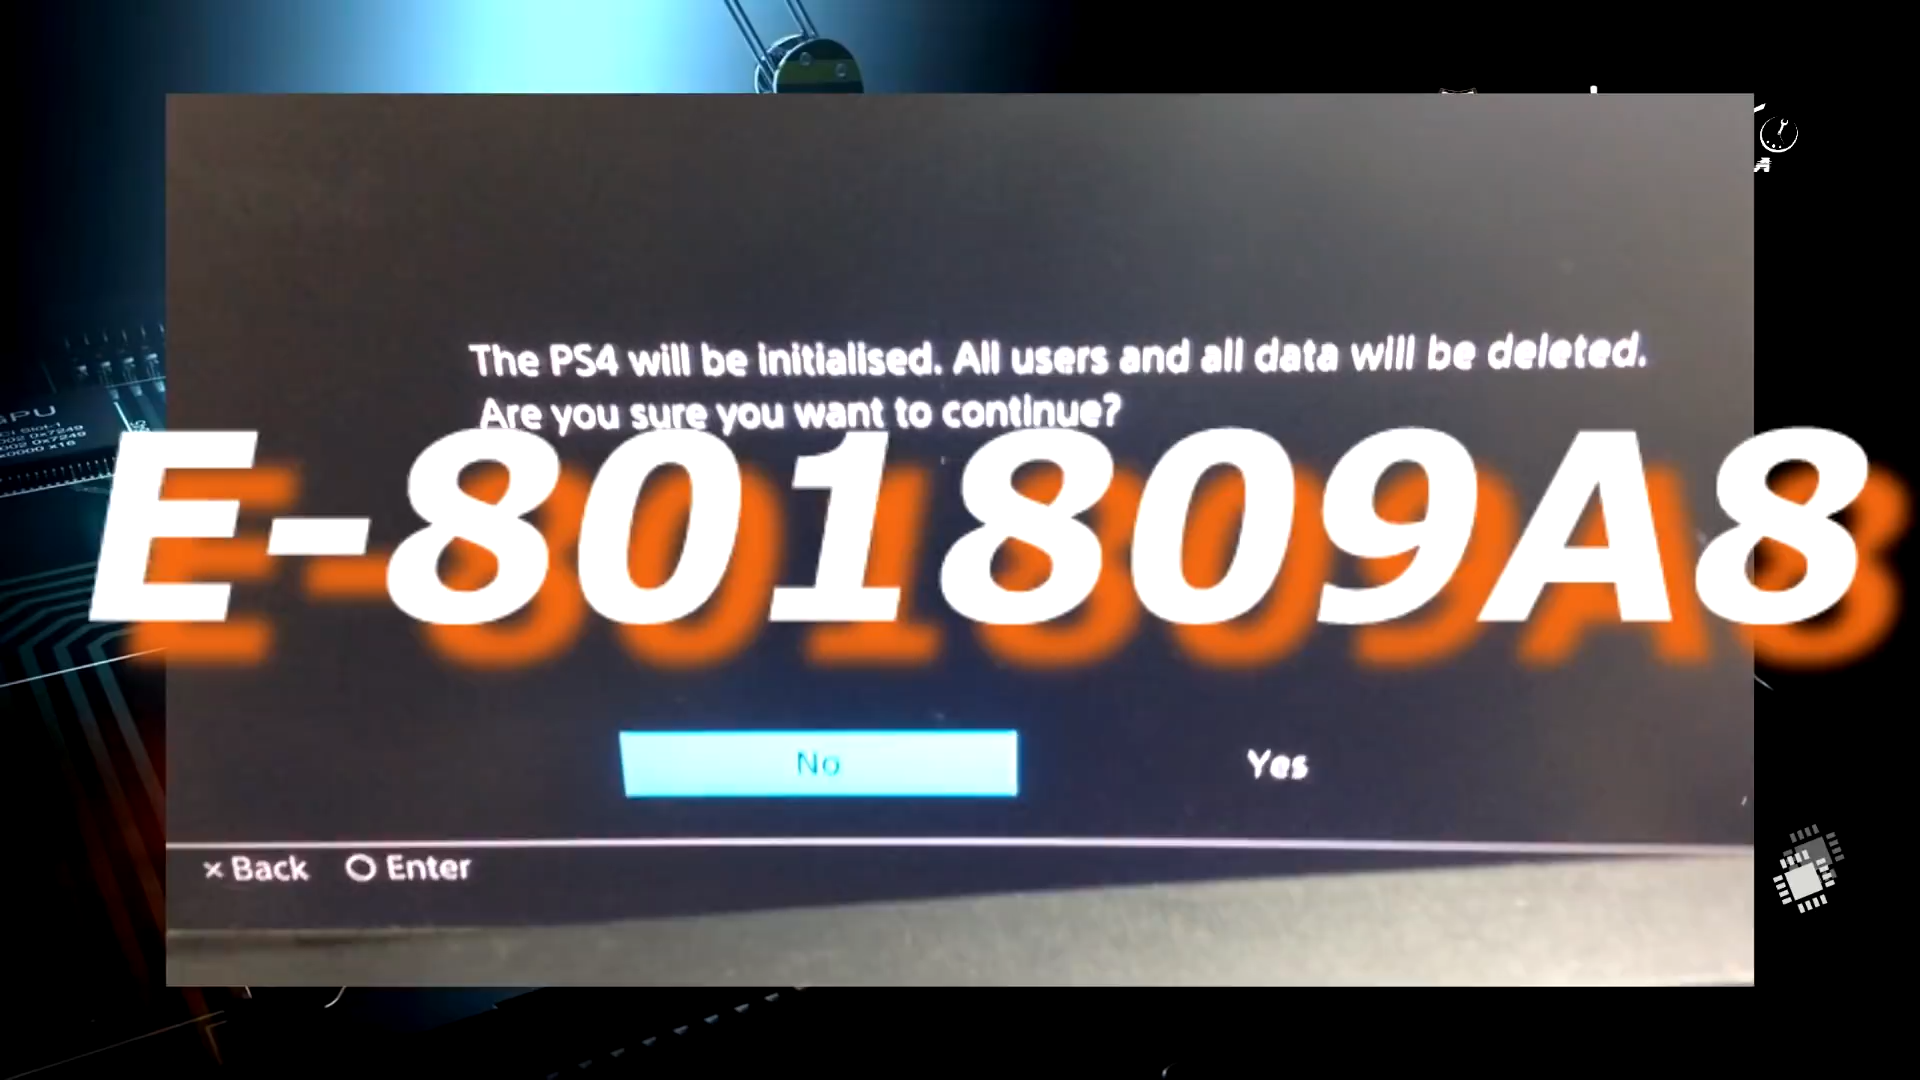 The PS4 will be initialised. All users and all data will be deleted.
Are you sure you want to continue?
E-801809A8
No Yes
× Back O Enter
GPU